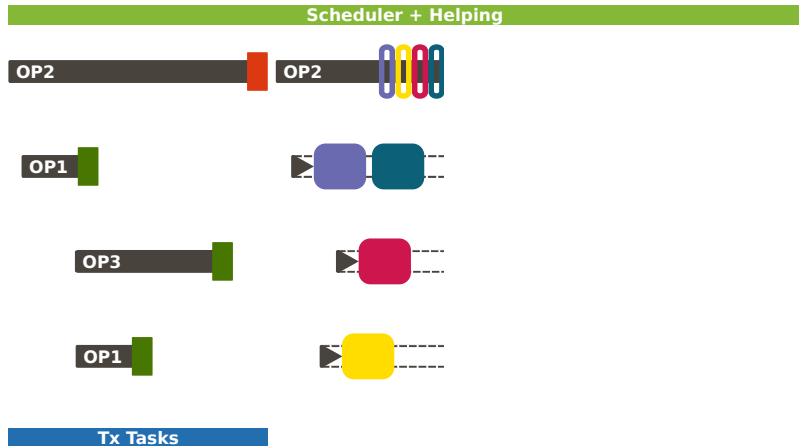 Scheduler + Helping
OP2 OP2
OP1
OP3
OP1
Tx Tasks